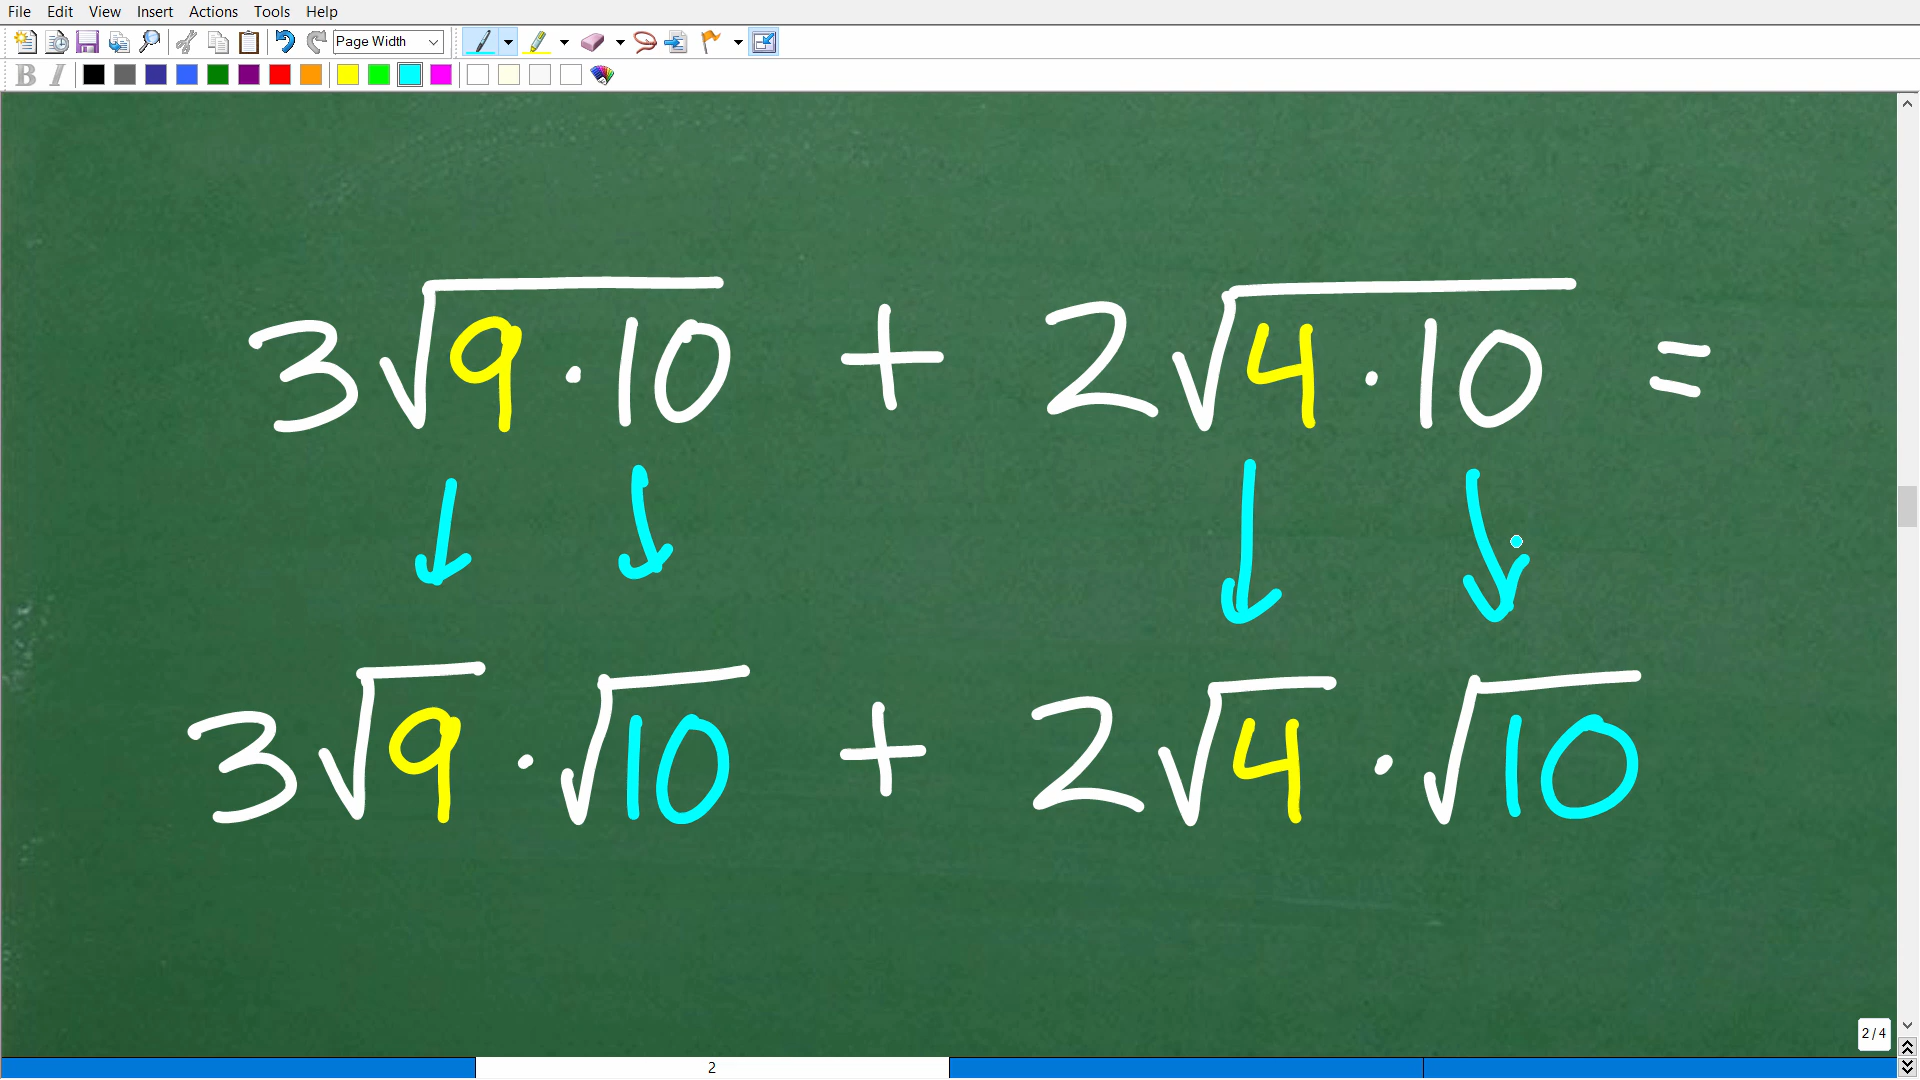 File Edit View Insert Actions Tools Help
Page Width
B I
3√9·10 + 2√4·10 =
3√9 · √10 + 2√4 · √10
2 / 4
2